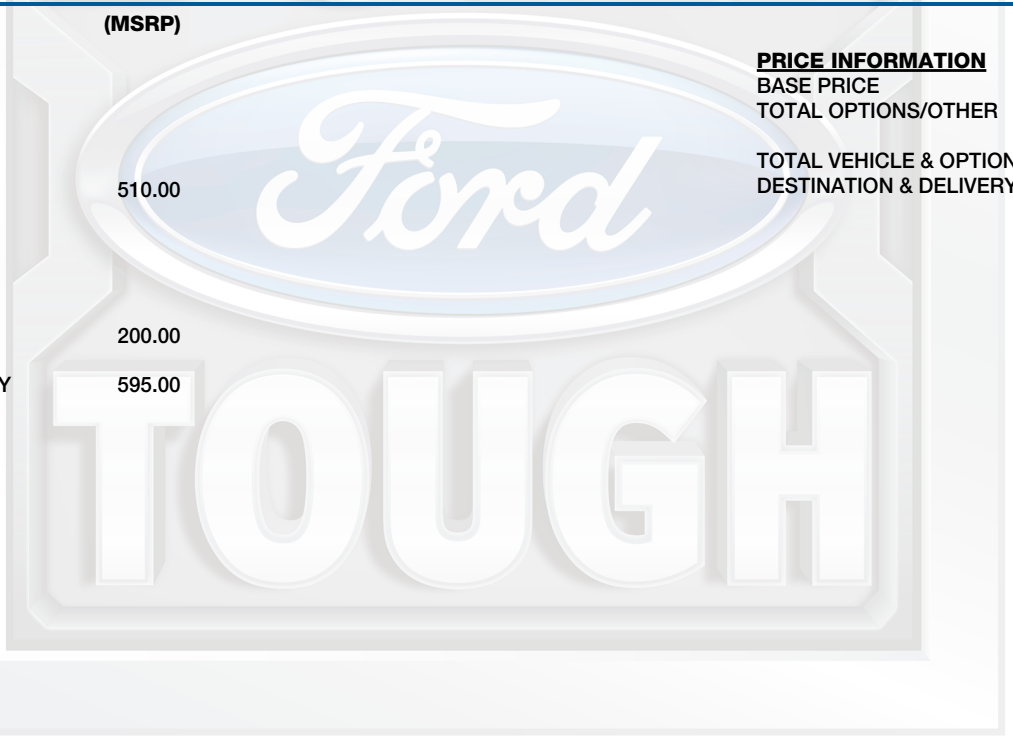 (MSRP)
PRICE INFORMATION
BASE PRICE
TOTAL OPTIONS/OTHER
TOTAL VEHICLE & OPTION
DESTINATION & DELIVERY
510.00
200.00
Y 595.00
Ford
TOUGH